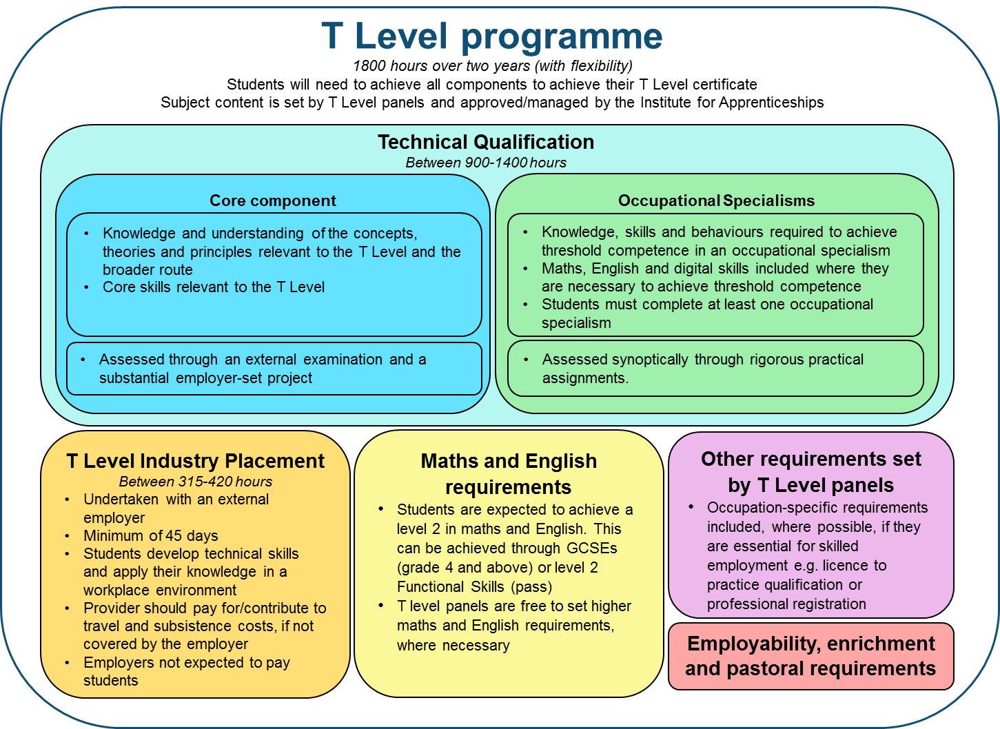 T Level programme
1800 hours over two years (with flexibility)
Students will need to achieve all components to achieve their T Level certificate
Subject content is set by T Level panels and approved/managed by the Institute for Apprenticeships
Technical Qualification
Between 900-1400 hours
Core component
• Knowledge and understanding of the concepts,
theories and principles relevant to the T Level and the
broader route
• Core skills relevant to the T Level
• Assessed through an external examination and a
substantial employer-set project
Occupational Specialisms
• Knowledge, skills and behaviours required to achieve
threshold competence in an occupational specialism
• Maths, English and digital skills included where they
are necessary to achieve threshold competence
• Students must complete at least one occupational
specialism
• Assessed synoptically through rigorous practical
assignments.
T Level Industry Placement
Between 315-420 hours
• Undertaken with an external
employer
• Minimum of 45 days
• Students develop technical skills
and apply their knowledge in a
workplace environment
• Provider should pay for/contribute to
travel and subsistence costs, if not
covered by the employer
• Employers not expected to pay
students
Maths and English
requirements
• Students are expected to achieve a
level 2 in maths and English. This
can be achieved through GCSEs
(grade 4 and above) or level 2
Functional Skills (pass)
• T level panels are free to set higher
maths and English requirements,
where necessary
Other requirements set
by T Level panels
• Occupation-specific requirements
included, where possible, if they
are essential for skilled
employment e.g. licence to
practice qualification or
professional registration
Employability, enrichment
and pastoral requirements